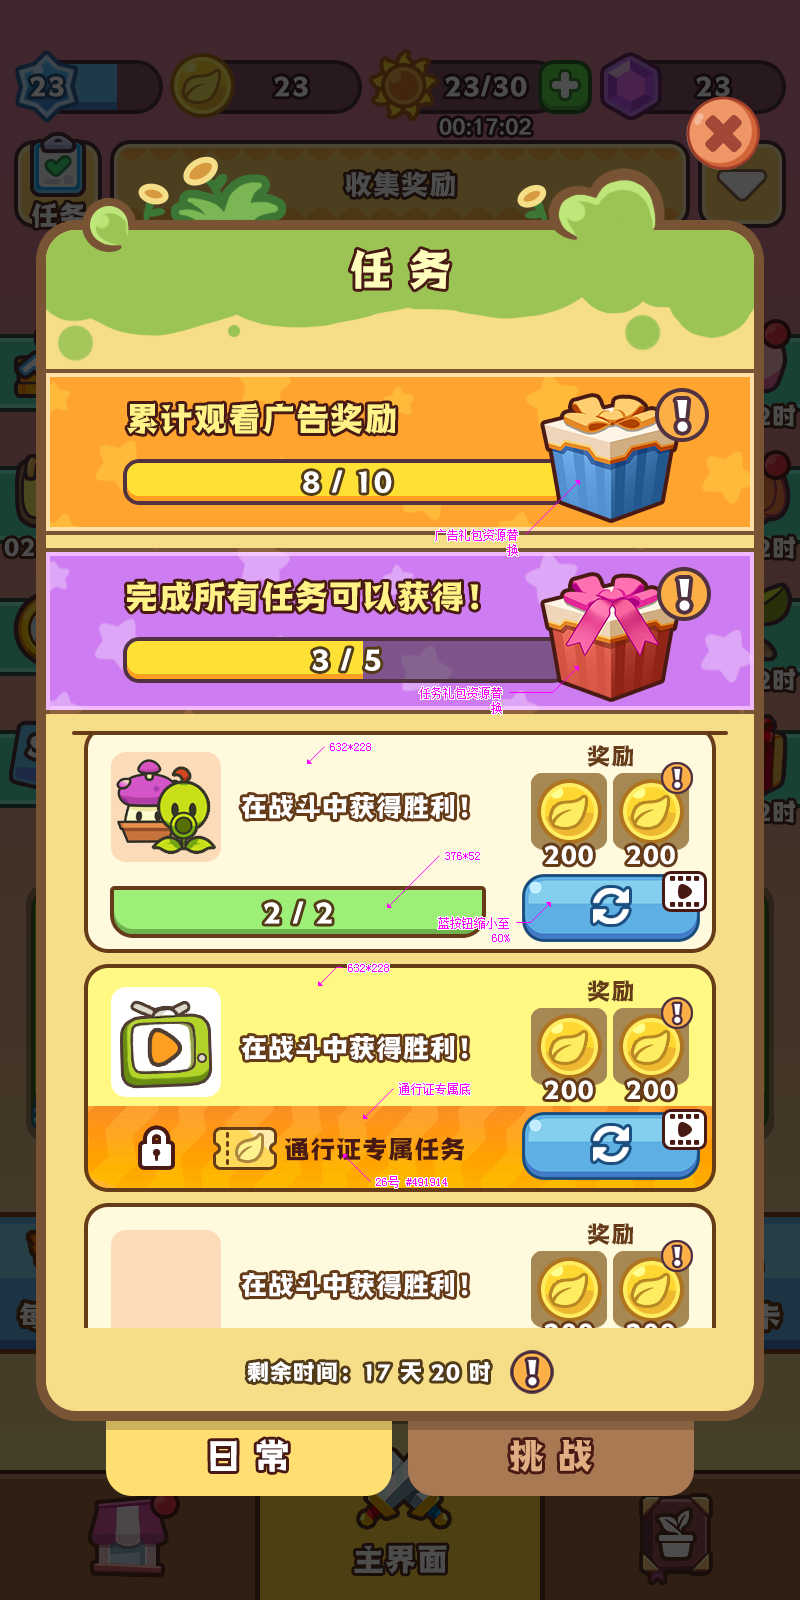 23
23
23/30
23
00:17:02
任务
收集奖励
任务
累计观看广告奖励
8 / 10
广告礼包资源替
换
完成所有任务可以获得！
3 / 5
任务礼包资源替
换
632*228
奖励
在战斗中获得胜利！
200
200
376*52
2 / 2
蓝按钮缩小至
60%
632*228
奖励
在战斗中获得胜利！
200
200
通行证专属底
通行证专属任务
26号 #491914
奖励
在战斗中获得胜利！
剩余时间：17 天 20 时
日常
挑战
主界面